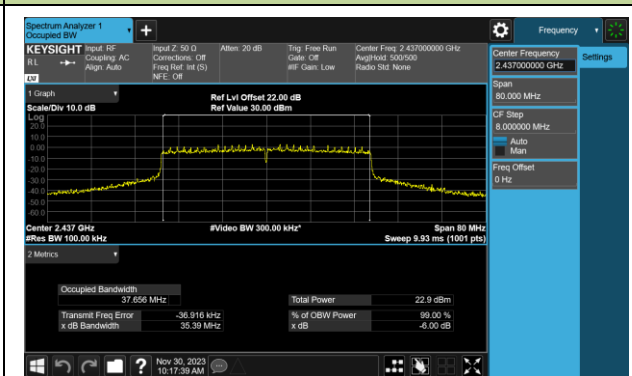 Spectrum Analyzer 1
Occupied BW
+
Frequency
KEYSIGHT
RL
LXI
Input: RF
Coupling: AC
Align: Auto
Input Z: 50 Ω
Corrections: Off
Freq Ref: Int (S)
NFE: Off
Atten: 20 dB
Trig: Free Run
Gate: Off
#IF Gain: Low
Center Freq: 2.437000000 GHz
Avg|Hold: 500/500
Radio Std: None
Center Frequency
2.437000000 GHz
Settings
Span
80.000 MHz
CF Step
8.000000 MHz
Auto
Man
Freq Offset
0 Hz
1 Graph
Scale/Div 10.0 dB
Ref Lvl Offset 22.00 dB
Ref Value 30.00 dBm
Log
20.0
10.0
0.00
-10.0
-20.0
-30.0
-40.0
-50.0
-60.0
Center 2.437 GHz
#Video BW 300.00 kHz*
Span 80 MHz
#Res BW 100.00 kHz
Sweep 9.93 ms (1001 pts)
2 Metrics
Occupied Bandwidth
37.656 MHz
Total Power
22.9 dBm
Transmit Freq Error
-36.916 kHz
% of OBW Power
99.00 %
x dB Bandwidth
35.39 MHz
x dB
-6.00 dB
?
Nov 30, 2023
10:17:39 AM